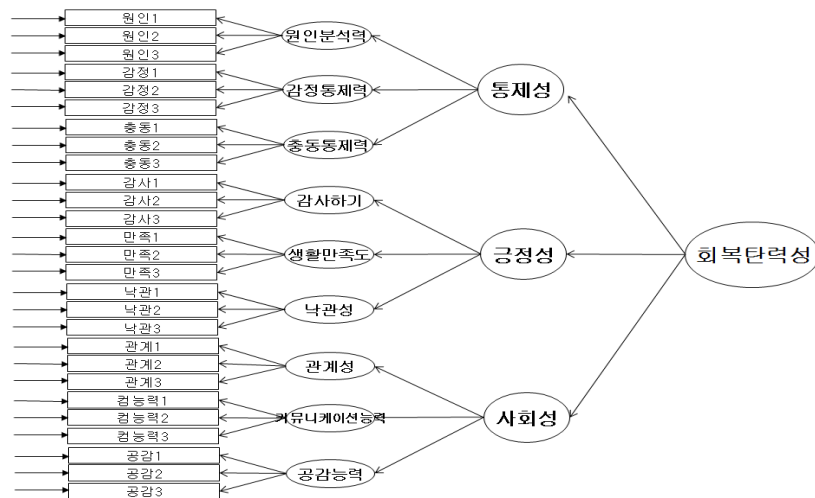 원인1
원인2
원인3
감정1
감정2
감정3
충동1
충동2
충동3
감사1
감사2
감사3
만족1
만족2
만족3
낙관1
낙관2
낙관3
관계1
관계2
관계3
컴능력1
컴능력2
컴능력3
공감1
공감2
공감3
원인분석력
감정통제력
충동통제력
감사하기
생활만족도
낙관성
관계성
커뮤니케이션능력
공감능력
통제성
긍정성
사회성
회복탄력성